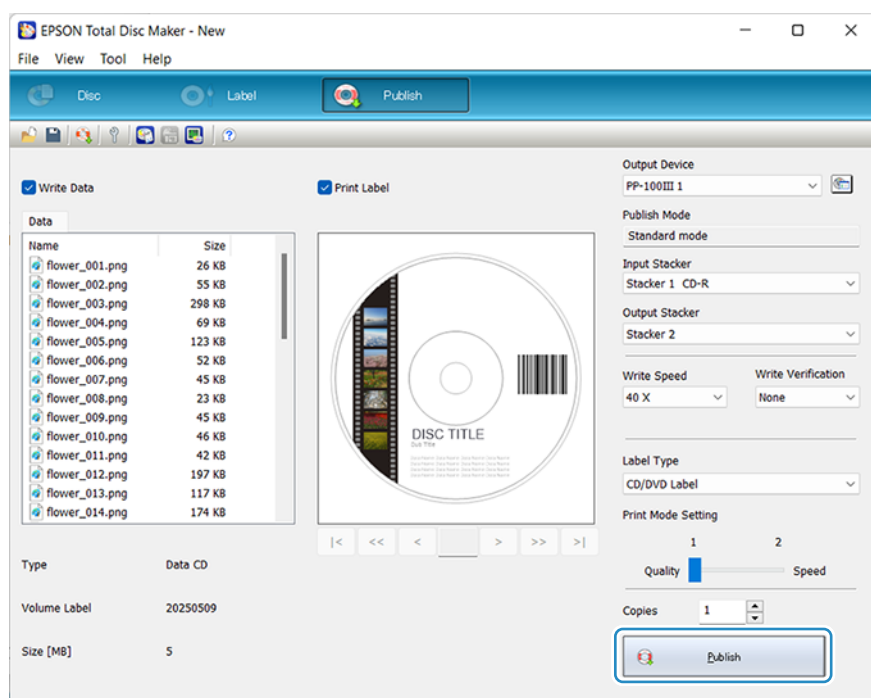 EPSON Total Disc Maker - New
File View Tool Help
Disc Label Publish
Write Data
Print Label
Data
Name Size
flower_001.png 26 KB
flower_002.png 55 KB
flower_003.png 298 KB
flower_004.png 69 KB
flower_005.png 123 KB
flower_006.png 52 KB
flower_007.png 45 KB
flower_008.png 23 KB
flower_009.png 45 KB
flower_010.png 46 KB
flower_011.png 42 KB
flower_012.png 197 KB
flower_013.png 117 KB
flower_014.png 174 KB
Type Data CD
Volume Label 20250509
Size [MB] 5
DISC TITLE
Sub Title
|< << < > >> >|
Output Device
PP-100III 1
Publish Mode
Standard mode
Input Stacker
Stacker 1 CD-R
Output Stacker
Stacker 2
Write Speed Write Verification
40 X None
Label Type
CD/DVD Label
Print Mode Setting
1 2
Quality Speed
Copies 1
Publish